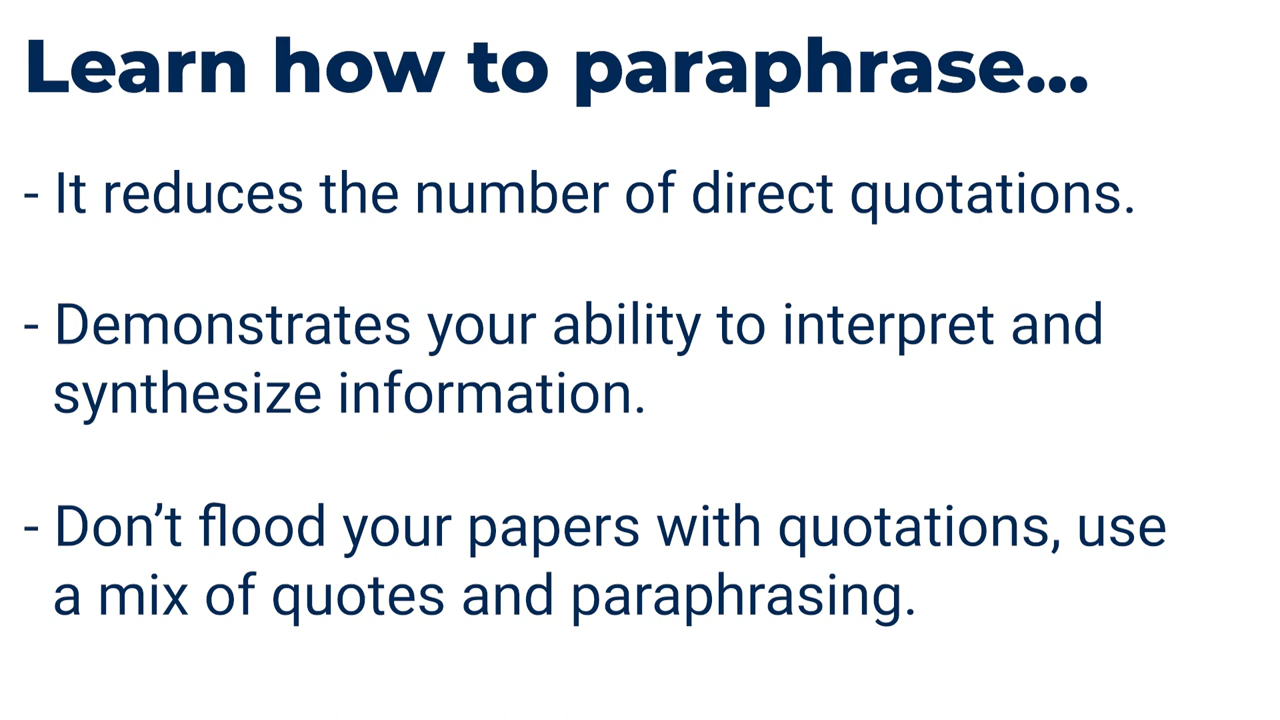 Learn how to paraphrase...
- It reduces the number of direct quotations.
- Demonstrates your ability to interpret and
synthesize information.
- Don’t flood your papers with quotations, use
a mix of quotes and paraphrasing.